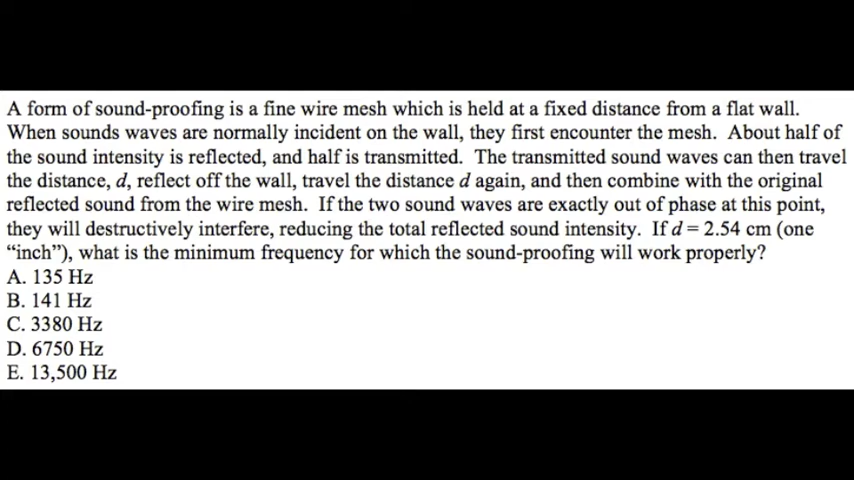 A form of sound-proofing is a fine wire mesh which is held at a fixed distance from a flat wall.
When sounds waves are normally incident on the wall, they first encounter the mesh.  About half of
the sound intensity is reflected, and half is transmitted.  The transmitted sound waves can then travel
the distance, d, reflect off the wall, travel the distance d again, and then combine with the original
reflected sound from the wire mesh.  If the two sound waves are exactly out of phase at this point,
they will destructively interfere, reducing the total reflected sound intensity.  If d = 2.54 cm (one
“inch”), what is the minimum frequency for which the sound-proofing will work properly?
A. 135 Hz
B. 141 Hz
C. 3380 Hz
D. 6750 Hz
E. 13,500 Hz